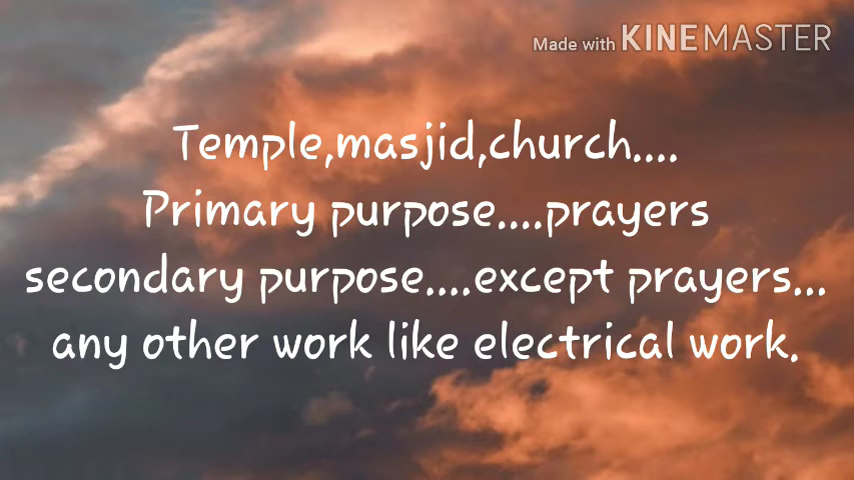 Made with KINEMASTER
Temple,masjid,church....
Primary purpose....prayers
secondary purpose....except prayers...
any other work like electrical work.